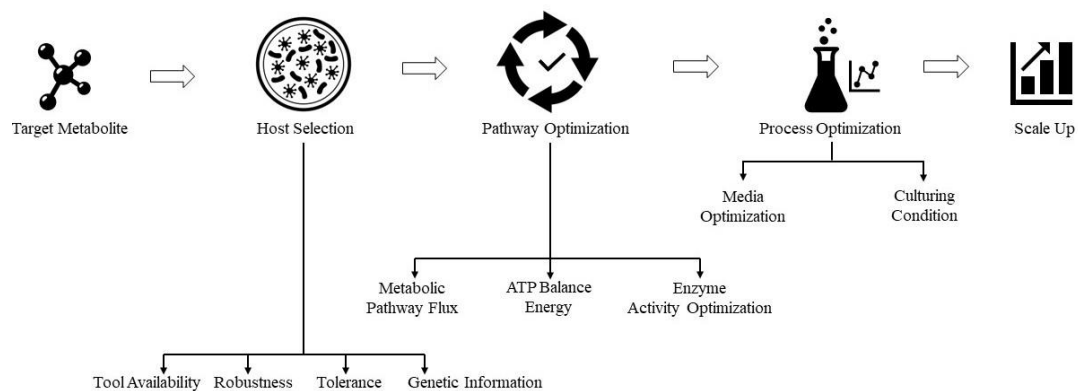 Target Metabolite
Host Selection
Pathway Optimization
Process Optimization
Scale Up
Media
Optimization
Culturing
Condition
Metabolic
Pathway Flux
ATP Balance
Energy
Enzyme
Activity Optimization
Tool Availability
Robustness
Tolerance
Genetic Information